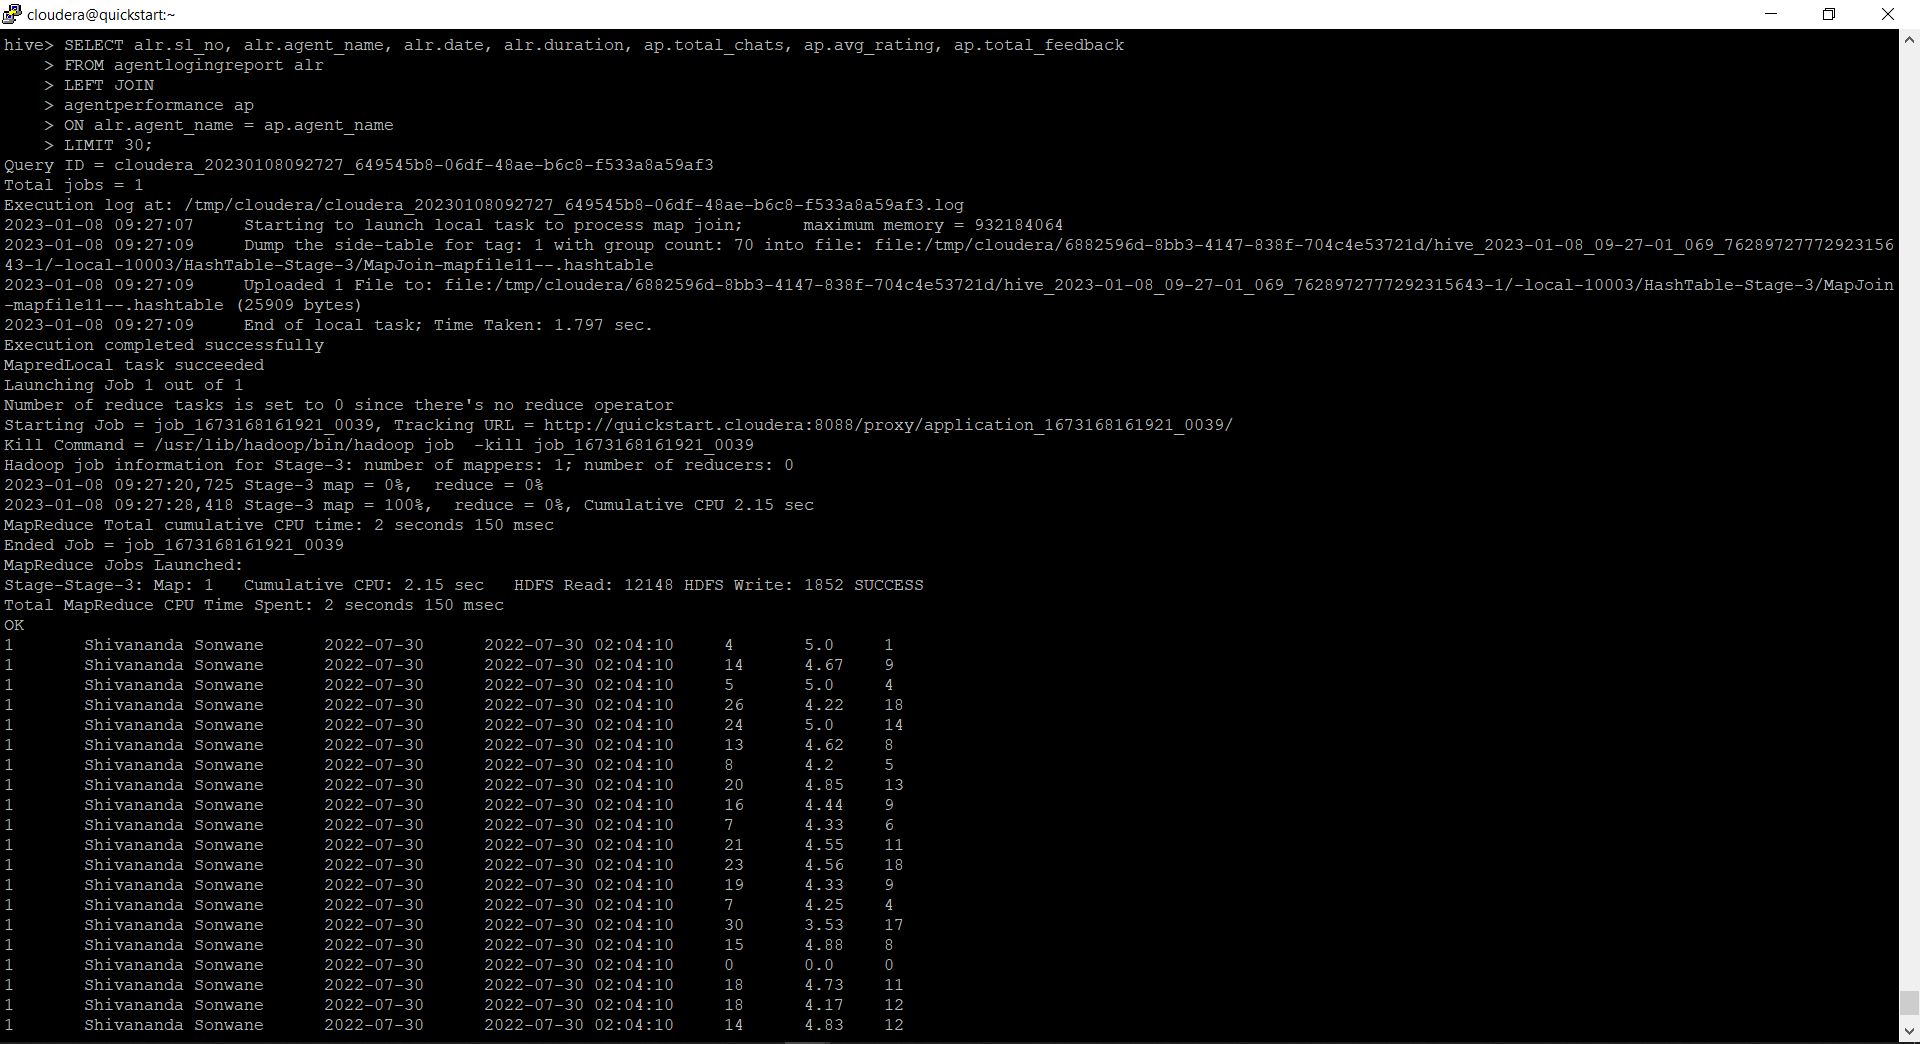 cloudera@quickstart:~
hive> SELECT alr.sl_no, alr.agent_name, alr.date, alr.duration, ap.total_chats, ap.avg_rating, ap.total_feedback
    > FROM agentlogingreport alr
    > LEFT JOIN
    > agentperformance ap
    > ON alr.agent_name = ap.agent_name
    > LIMIT 30;
Query ID = cloudera_20230108092727_649545b8-06df-48ae-b6c8-f533a8a59af3
Total jobs = 1
Execution log at: /tmp/cloudera/cloudera_20230108092727_649545b8-06df-48ae-b6c8-f533a8a59af3.log
2023-01-08 09:27:07     Starting to launch local task to process map join;      maximum memory = 932184064
2023-01-08 09:27:09     Dump the side-table for tag: 1 with group count: 70 into file: file:/tmp/cloudera/6882596d-8bb3-4147-838f-704c4e53721d/hive_2023-01-08_09-27-01_069_76289727772923156
43-1/-local-10003/HashTable-Stage-3/MapJoin-mapfile11--.hashtable
2023-01-08 09:27:09     Uploaded 1 File to: file:/tmp/cloudera/6882596d-8bb3-4147-838f-704c4e53721d/hive_2023-01-08_09-27-01_069_7628972777292315643-1/-local-10003/HashTable-Stage-3/MapJoin
-mapfile11--.hashtable (25909 bytes)
2023-01-08 09:27:09     End of local task; Time Taken: 1.797 sec.
Execution completed successfully
MapredLocal task succeeded
Launching Job 1 out of 1
Number of reduce tasks is set to 0 since there's no reduce operator
Starting Job = job_1673168161921_0039, Tracking URL = http://quickstart.cloudera:8088/proxy/application_1673168161921_0039/
Kill Command = /usr/lib/hadoop/bin/hadoop job  -kill job_1673168161921_0039
Hadoop job information for Stage-3: number of mappers: 1; number of reducers: 0
2023-01-08 09:27:20,725 Stage-3 map = 0%,  reduce = 0%
2023-01-08 09:27:28,418 Stage-3 map = 100%,  reduce = 0%, Cumulative CPU 2.15 sec
MapReduce Total cumulative CPU time: 2 seconds 150 msec
Ended Job = job_1673168161921_0039
MapReduce Jobs Launched:
Stage-Stage-3: Map: 1   Cumulative CPU: 2.15 sec   HDFS Read: 12148 HDFS Write: 1852 SUCCESS
Total MapReduce CPU Time Spent: 2 seconds 150 msec
OK
1       Shivananda Sonwane      2022-07-30      2022-07-30 02:04:10     4       5.0     1
1       Shivananda Sonwane      2022-07-30      2022-07-30 02:04:10     14      4.67    9
1       Shivananda Sonwane      2022-07-30      2022-07-30 02:04:10     5       5.0     4
1       Shivananda Sonwane      2022-07-30      2022-07-30 02:04:10     26      4.22    18
1       Shivananda Sonwane      2022-07-30      2022-07-30 02:04:10     24      5.0     14
1       Shivananda Sonwane      2022-07-30      2022-07-30 02:04:10     13      4.62    8
1       Shivananda Sonwane      2022-07-30      2022-07-30 02:04:10     8       4.2     5
1       Shivananda Sonwane      2022-07-30      2022-07-30 02:04:10     20      4.85    13
1       Shivananda Sonwane      2022-07-30      2022-07-30 02:04:10     16      4.44    9
1       Shivananda Sonwane      2022-07-30      2022-07-30 02:04:10     7       4.33    6
1       Shivananda Sonwane      2022-07-30      2022-07-30 02:04:10     21      4.55    11
1       Shivananda Sonwane      2022-07-30      2022-07-30 02:04:10     23      4.56    18
1       Shivananda Sonwane      2022-07-30      2022-07-30 02:04:10     19      4.33    9
1       Shivananda Sonwane      2022-07-30      2022-07-30 02:04:10     7       4.25    4
1       Shivananda Sonwane      2022-07-30      2022-07-30 02:04:10     30      3.53    17
1       Shivananda Sonwane      2022-07-30      2022-07-30 02:04:10     15      4.88    8
1       Shivananda Sonwane      2022-07-30      2022-07-30 02:04:10     0       0.0     0
1       Shivananda Sonwane      2022-07-30      2022-07-30 02:04:10     18      4.73    11
1       Shivananda Sonwane      2022-07-30      2022-07-30 02:04:10     18      4.17    12
1       Shivananda Sonwane      2022-07-30      2022-07-30 02:04:10     14      4.83    12